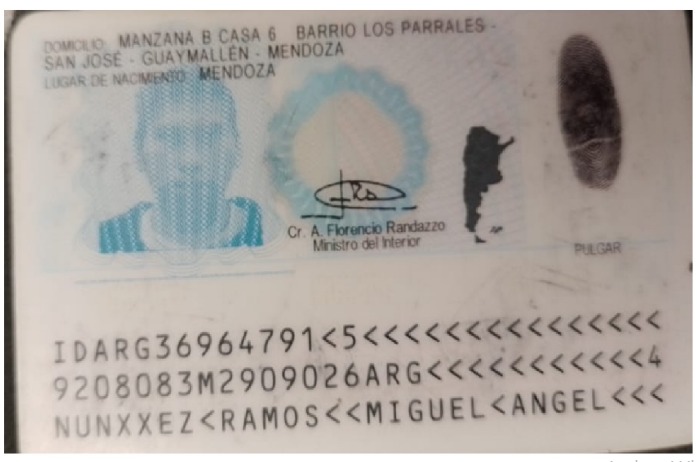 DOMICILIO: MANZANA B CASA 6 BARRIO LOS PARRALES -
SAN JOSÉ - GUAYMALLÉN - MENDOZA
LUGAR DE NACIMIENTO: MENDOZA
Cr. A. Florencio Randazzo
Ministro del Interior
PULGAR
IDARG36964791<5<<<<<<<<<<<<<<<
9208083M2909026ARG<<<<<<<<<<<4
NUNXXEZ<RAMOS<<MIGUEL<ANGEL<<<